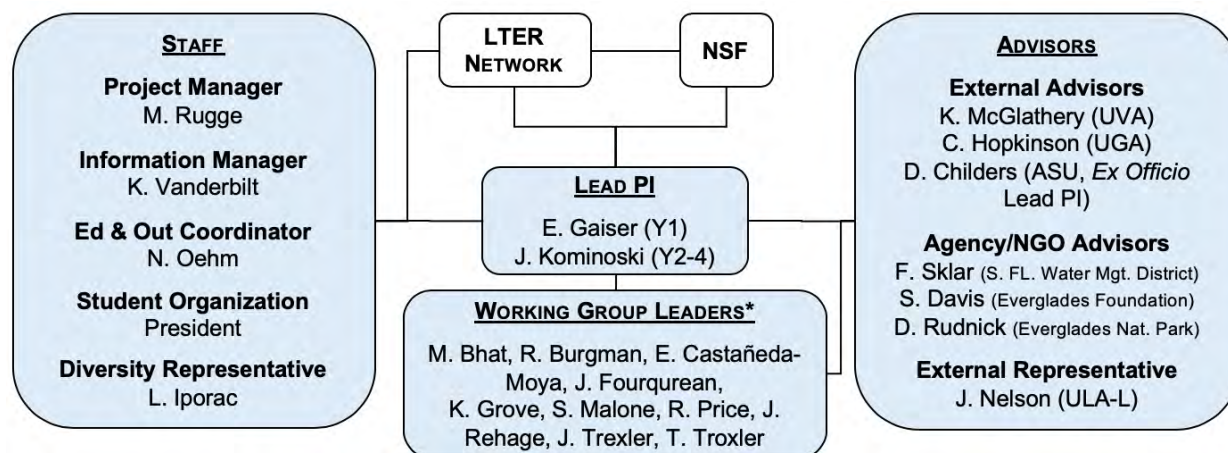 STAFF
Project Manager
M. Rugge
Information Manager
K. Vanderbilt
Ed & Out Coordinator
N. Oehm
Student Organization
President
Diversity Representative
L. Iporac
LTER
NETWORK
NSF
LEAD PI
E. Gaiser (Y1)
J. Kominoski (Y2-4)
WORKING GROUP LEADERS*
M. Bhat, R. Burgman, E. Castañeda-
Moya, J. Fourqurean,
K. Grove, S. Malone, R. Price, J.
Rehage, J. Trexler, T. Troxler
ADVISORS
External Advisors
K. McGlathery (UVA)
C. Hopkinson (UGA)
D. Childers (ASU, Ex Officio
Lead PI)
Agency/NGO Advisors
F. Sklar (S. FL. Water Mgt. District)
S. Davis (Everglades Foundation)
D. Rudnick (Everglades Nat. Park)
External Representative
J. Nelson (ULA-L)